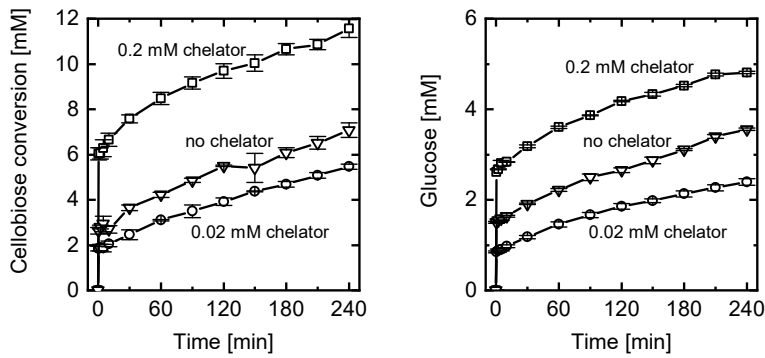 Cellobiose conversion [mM]
12
10
8
6
4
2
0
0.2 mM chelator
no chelator
0.02 mM chelator
0 60 120 180 240
Time [min]
Glucose [mM]
6
4
2
0
0.2 mM chelator
no chelator
0.02 mM chelator
0 60 120 180 240
Time [min]